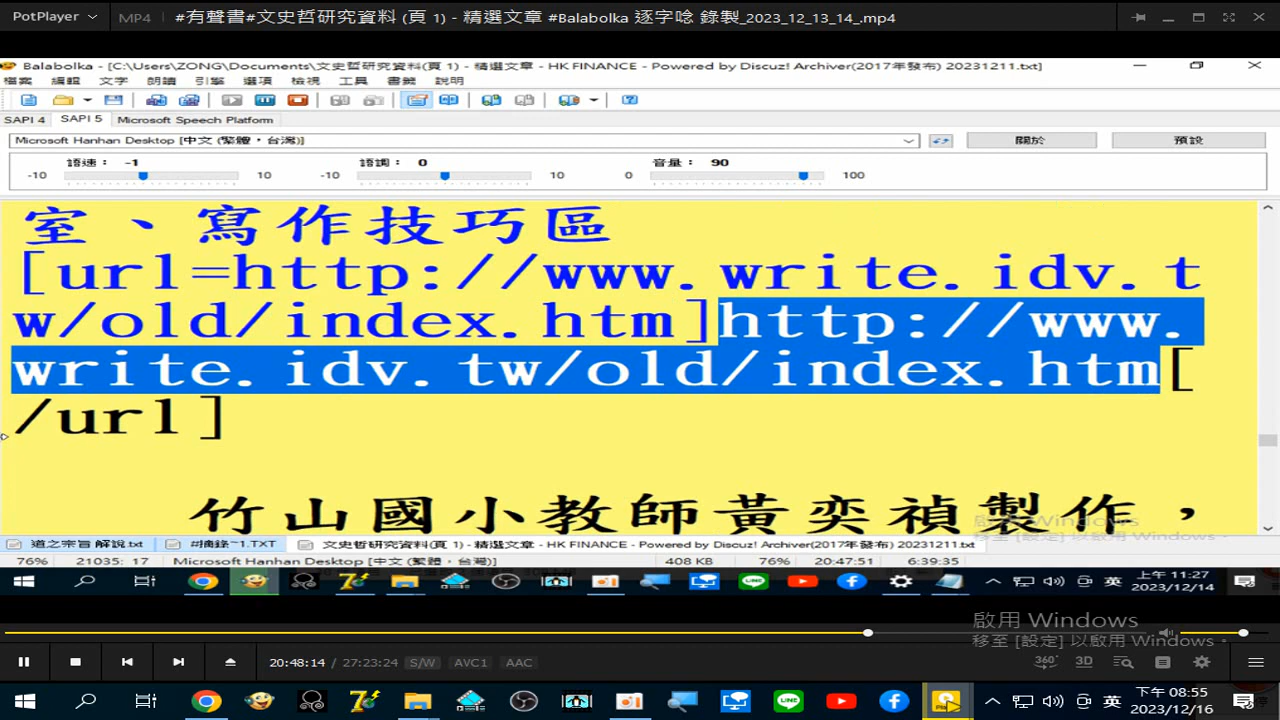 PotPlayer
MP4
#有聲書#文史哲研究資料 (頁 1) - 精選文章 #Balabolka 逐字唸 錄製_2023_12_13_14_.mp4
Balabolka - [C:\Users\ZONG\Documents\文史哲研究資料(頁 1) - 精選文章 - HK FINANCE - Powered by Discuz! Archiver(2017年發布) 20231211.txt]
檔案 編輯 文字 朗讀 引擎 選項 檢視 工具 書籤 說明
SAPI 4 SAPI 5 Microsoft Speech Platform
Microsoft Hanhan Desktop [中文 (繁體，台灣)]
關於 預設
語速： -1 語調： 0 音量： 90
-10 10 -10 10 0 100
室、寫作技巧區
[url=http://www.write.idv.t
w/old/index.htm]http://www.
write.idv.tw/old/index.htm[
/url]
竹山國小教師黃奕禎製作，
道之宗旨 解說.txt #摘錄~1.TXT 文史哲研究資料(頁 1) - 精選文章 - HK FINANCE - Powered by Discuz! Archiver(2017年發布) 20231211.txt
76% 21035: 17 Microsoft Hanhan Desktop [中文 (繁體，台灣)] 408 KB 76% 20:47:51 6:39:35
英 上午 11:27
2023/12/14
啟用 Windows
移至 [設定] 以啟用 Windows。
20:48:14 / 27:23:24 S/W AVC1 AAC
360° 3D
英 下午 08:55
2023/12/16